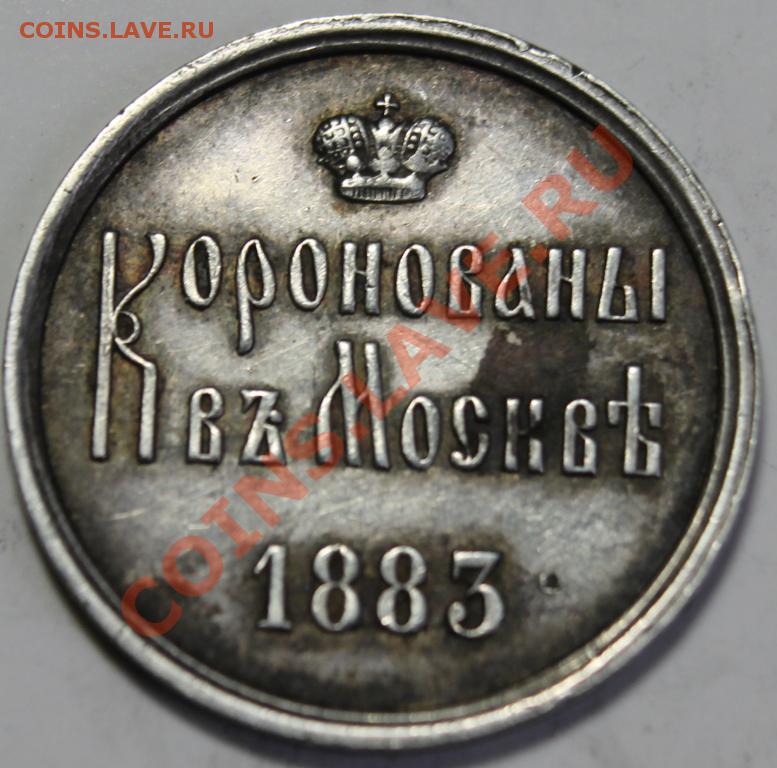 COINS.LAVE.RU
Коронованы
въ Москвѣ
1883
COINS.LAVE.RU